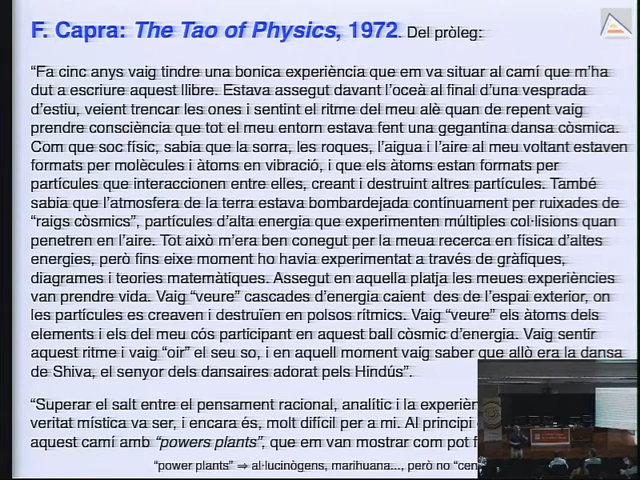 F. Capra: The Tao of Physics, 1972. Del pròleg:
“Fa cinc anys vaig tindre una bonica experiència que em va situar al camí que m’ha
dut a escriure aquest llibre. Estava assegut davant l’oceà al final d’una vesprada
d’estiu, veient trencar les ones i sentint el ritme del meu alè quan de repent vaig
prendre consciència que tot el meu entorn estava fent una gegantina dansa còsmica.
Com que soc físic, sabia que la sorra, les roques, l’aigua i l’aire al meu voltant estaven
formats per molècules i àtoms en vibració, i que els àtoms estan formats per
partícules que interaccionen entre elles, creant i destruint altres partícules. També
sabia que l’atmosfera de la terra estava bombardejada contínuament per ruixades de
“raigs còsmics”, partícules d’alta energia que experimenten múltiples col·lisions quan
penetren en l’aire. Tot això m’era ben conegut per la meua recerca en física d’altes
energies, però fins eixe moment ho havia experimentat a través de gràfiques,
diagrames i teories matemàtiques. Assegut en aquella platja les meues experiències
van prendre vida. Vaig “veure” cascades d’energia caient des de l’espai exterior, on
les partícules es creaven i destruïen en polsos rítmics. Vaig “veure” els àtoms dels
elements i els del meu cós participant en aquest ball còsmic d’energia. Vaig sentir
aquest ritme i vaig “oir” el seu so, i en aquell moment vaig saber que allò era la dansa
de Shiva, el senyor dels dansaires adorat pels Hindús”.
“Superar el salt entre el pensament racional, analític i la experièn
veritat mística va ser, i encara és, molt difícil per a mi. Al principi
aquest camí amb “powers plants”, que em van mostrar com pot f
“power plants” ⇒ al·lucinògens, marihuana..., però no “cen